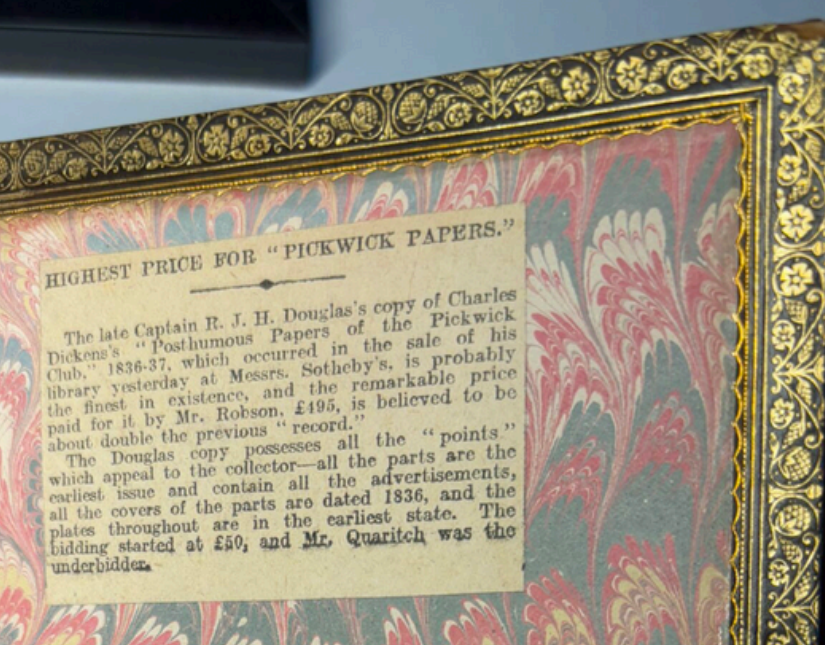 HIGHEST PRICE FOR "PICKWICK PAPERS."
The late Captain R. J. H. Douglas's copy of Charles
Dickens's "Posthumous Papers of the Pickwick
Club," 1836-37, which occurred in the sale of his
library yesterday at Messrs. Sotheby's, is probably
the finest in existence, and the remarkable price
paid for it by Mr. Robson, £495, is believed to be
about double the previous "record."
The Douglas copy possesses all the "points"
which appeal to the collector—all the parts are the
earliest issue and contain all the advertisements,
all the covers of the parts are dated 1836, and the
plates throughout are in the earliest state. The
bidding started at £50, and Mr. Quaritch was the
underbidder.